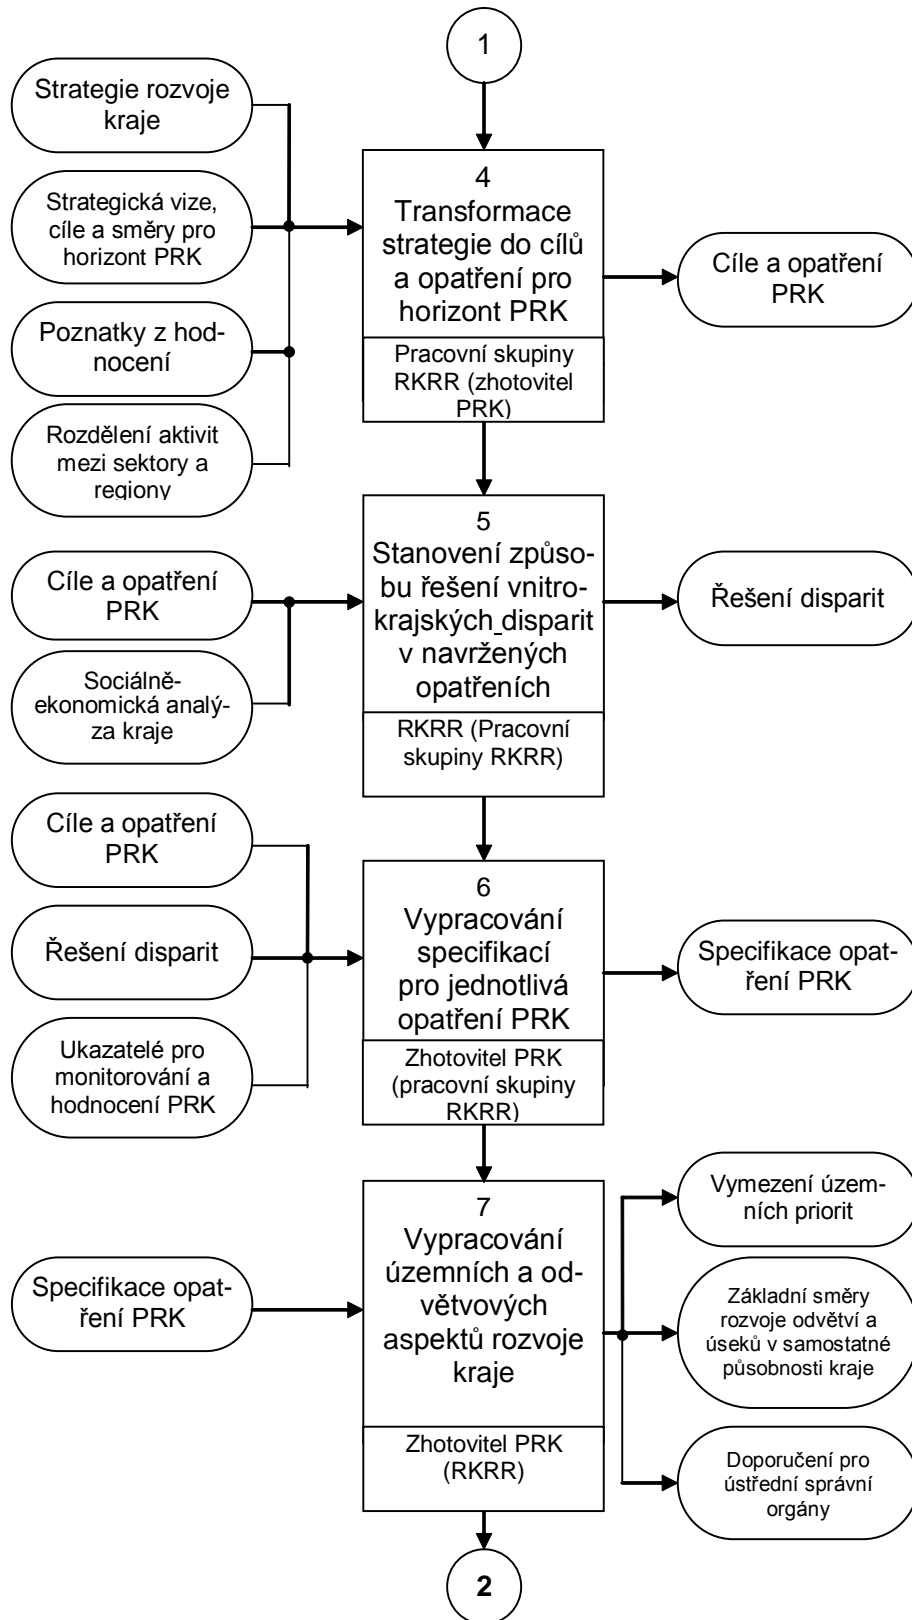 1
Strategie rozvoje
kraje
Strategická vize,
cíle a směry pro
horizont PRK
Poznatky z hod-
nocení
Rozdělení aktivit
mezi sektory a
regiony
4
Transformace
strategie do cílů
a opatření pro
horizont PRK
Pracovní skupiny
RKRR (zhotovitel
PRK)
Cíle a opatření
PRK
Cíle a opatření
PRK
Sociálně-
ekonomická analý-
za kraje
5
Stanovení způso-
bu řešení vnitro-
krajských disparit
v navržených
opatřeních
RKRR (Pracovní
skupiny RKRR)
Řešení disparit
Cíle a opatření
PRK
Řešení disparit
Ukazatelé pro
monitorování a
hodnocení PRK
6
Vypracování
specifikací
pro jednotlivá
opatření PRK
Zhotovitel PRK
(pracovní skupiny
RKRR)
Specifikace opat-
ření PRK
Specifikace opat-
ření PRK
7
Vypracování
územních a od-
větvových
aspektů rozvoje
kraje
Zhotovitel PRK
(RKRR)
Vymezení územ-
ních priorit
Základní směry
rozvoje odvětví a
úseků v samostatné
působnosti kraje
Doporučení pro
ústřední správní
orgány
2